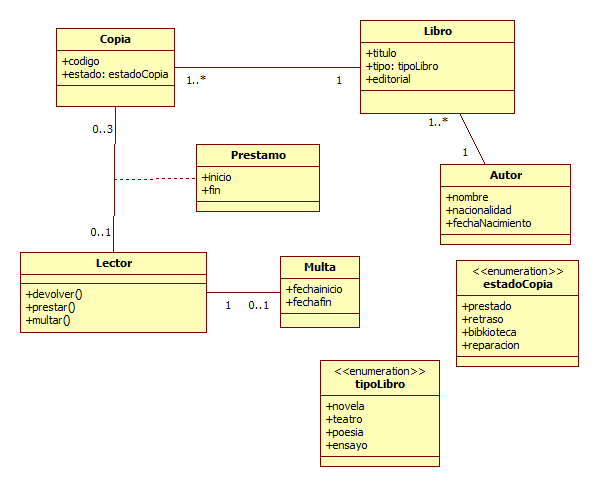 Copia
+codigo
+estado: estadoCopia
Libro
+titulo
+tipo: tipoLibro
+editorial
1..*
1
1..*
1
0..3
Prestamo
+inicio
+fin
Autor
+nombre
+nacionalidad
+fechaNacimiento
0..1
Lector
+devolver()
+prestar()
+multar()
1
0..1
Multa
+fechainicio
+fechafin
<<enumeration>>
estadoCopia
+prestado
+retraso
+bibkioteca
+reparacion
<<enumeration>>
tipoLibro
+novela
+teatro
+poesia
+ensayo